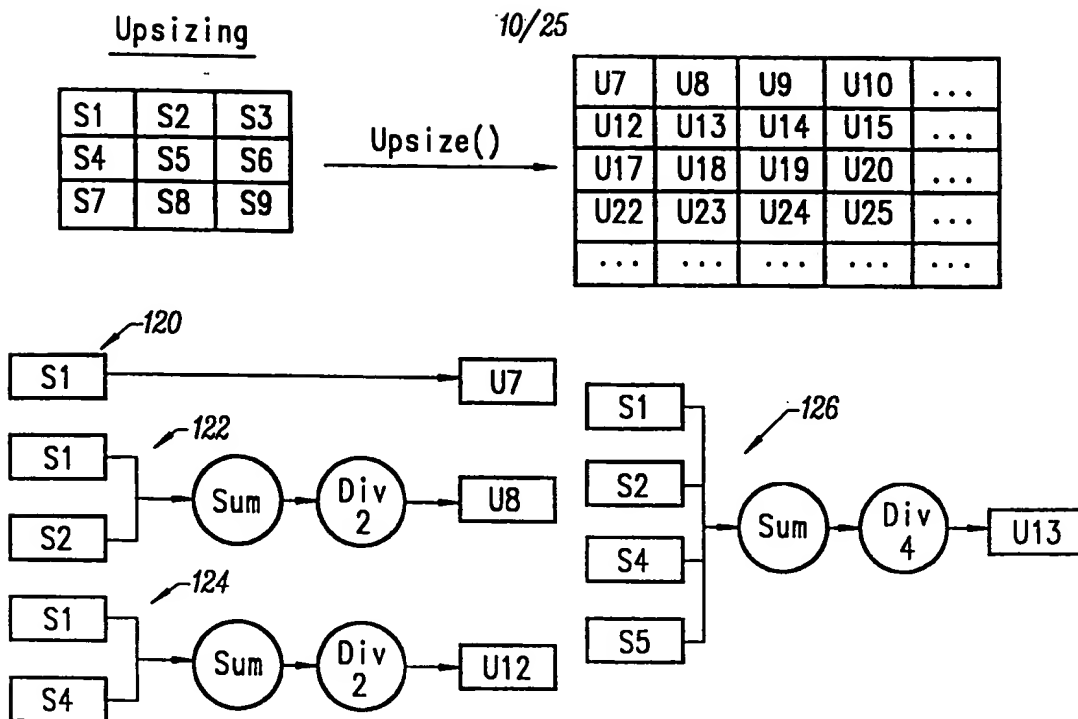 Upsizing
10/25
S1 S2 S3
S4 S5 S6
S7 S8 S9
Upsize()
U7 U8 U9 U10 ...
U12 U13 U14 U15 ...
U17 U18 U19 U20 ...
U22 U23 U24 U25 ...
... ... ... ... ...
120
S1 U7
122
S1
S2
Sum
Div 2
U8
124
S1
S4
Sum
Div 2
U12
126
S1
S2
S4
S5
Sum
Div 4
U13